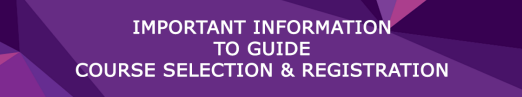 IMPORTANT INFORMATION
TO GUIDE
COURSE SELECTION & REGISTRATION